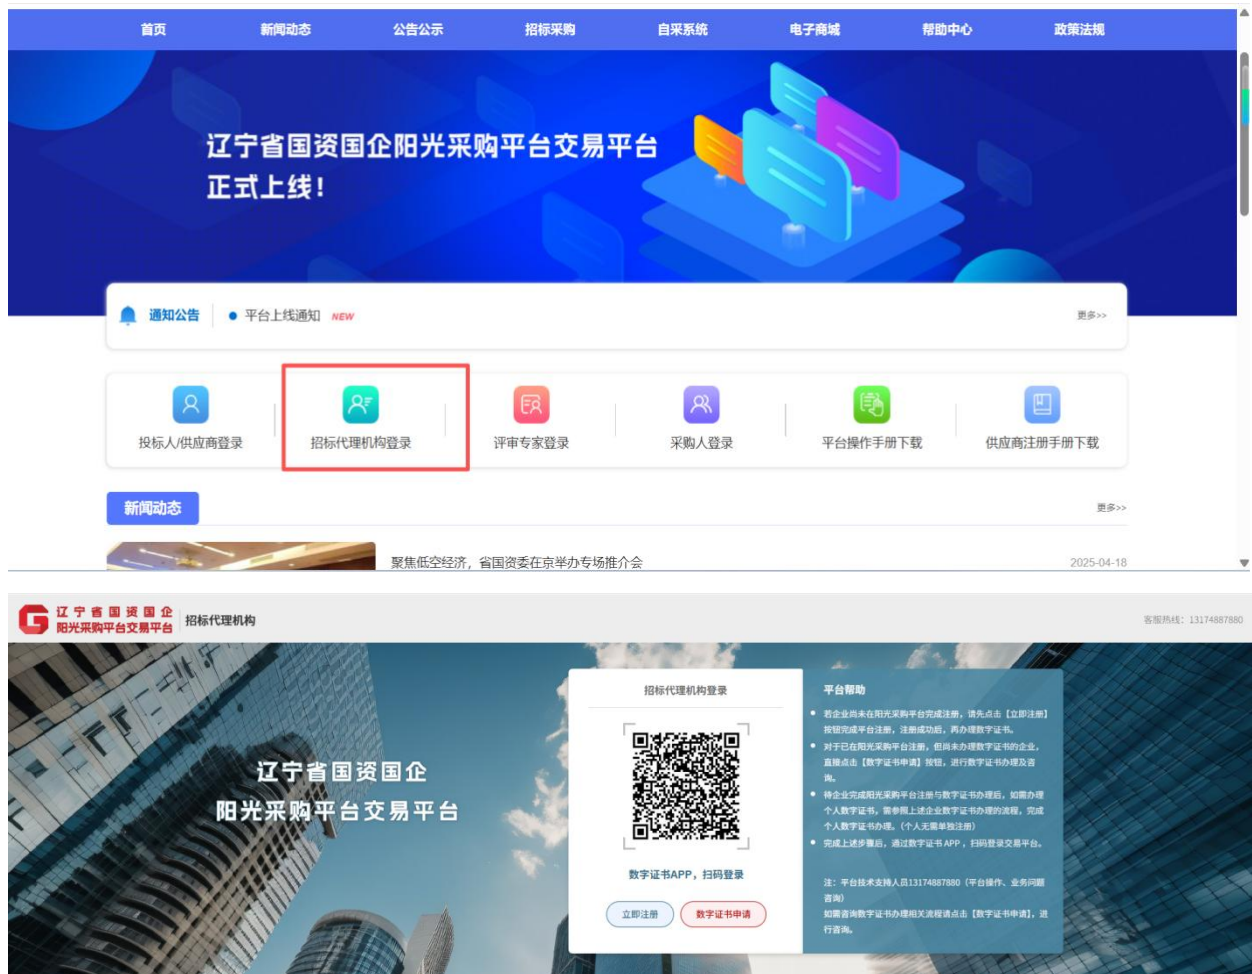 首页 新闻动态 公告公示 招标采购 自采系统 电子商城 帮助中心 政策法规
辽宁省国资国企阳光采购平台交易平台
正式上线!
通知公告 平台上线通知 NEW 更多>>
投标人/供应商登录 招标代理机构登录 评审专家登录 采购人登录 平台操作手册下载 供应商注册手册下载
新闻动态 更多>>
聚焦低空经济，省国资委在京举办专场推介会 2025-04-18
辽宁省国资国企
阳光采购平台交易平台
招标代理机构
客服热线：13174887880
辽宁省国资国企
阳光采购平台交易平台
招标代理机构登录
数字证书APP，扫码登录
立即注册 数字证书申请
平台帮助
若企业尚未在阳光采购平台完成注册，请先点击【立即注册】
按钮完成平台注册，注册成功后，再办理数字证书。
对于已在阳光采购平台注册，但尚未办理数字证书的企业，
直接点击【数字证书申请】按钮，进行数字证书办理及咨
询。
待企业完成阳光采购平台注册与数字证书办理后，如需办理
个人数字证书，需参照上述企业数字证书办理的流程，完成
个人数字证书办理。（个人无需单独注册）
完成上述步骤后，通过数字证书 APP ，扫码登录交易平台。
注：平台技术支持人员13174887880（平台操作、业务问题
咨询）
如需咨询数字证书办理相关流程请点击【数字证书申请】，进
行咨询。